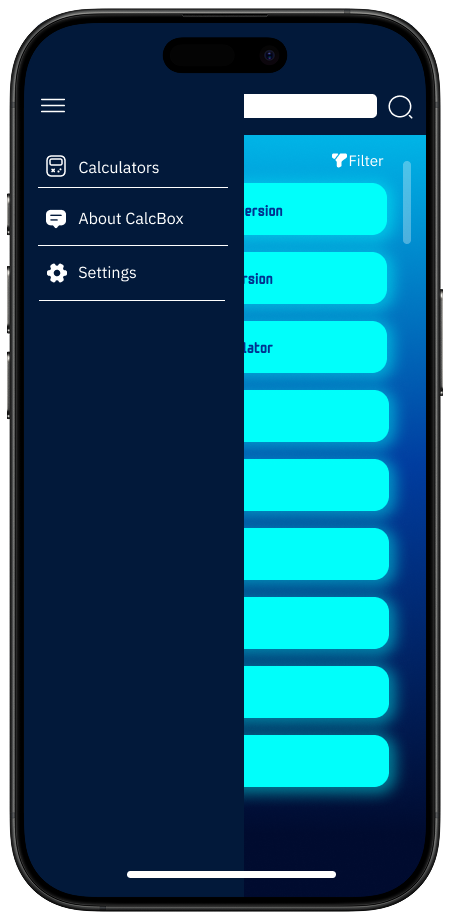 Calculators
About CalcBox
Settings
Filter
ersion
rsion
lator